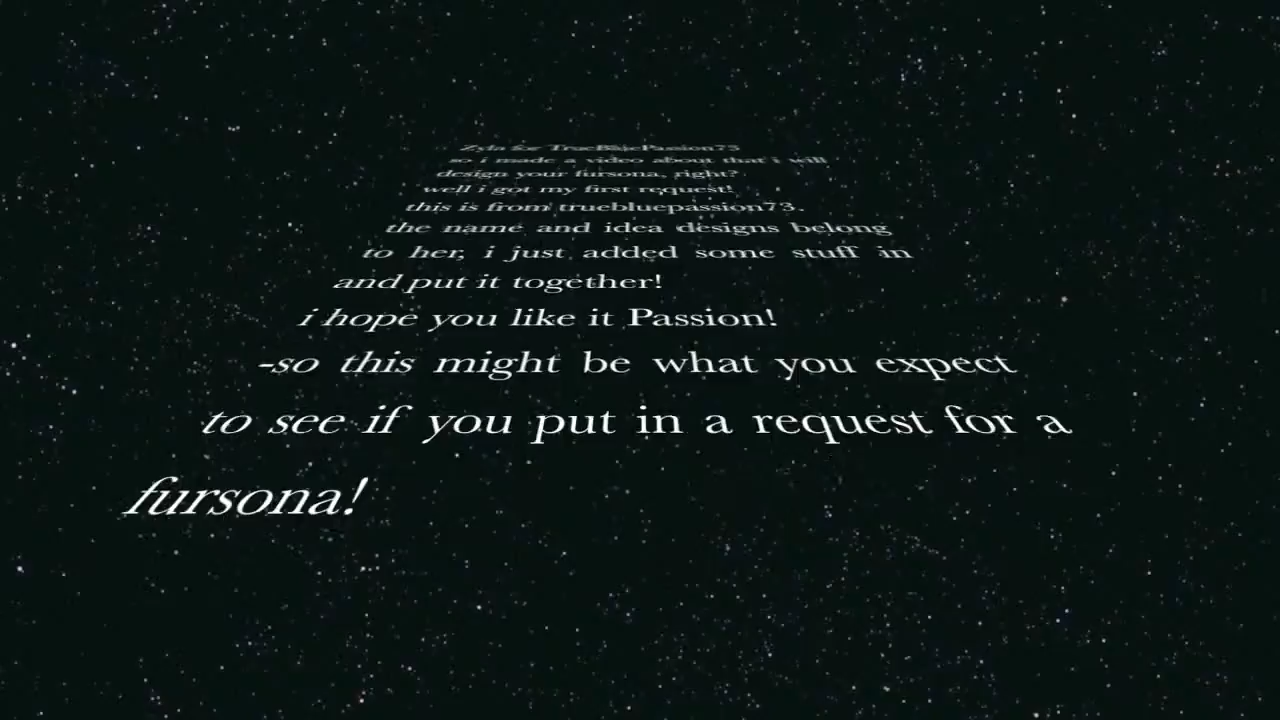 Zyla for TrueBluePassion73
so i made a video about that i will
design your fursona, right?
well i got my first request!
this is from truebluepassion73.
the name and idea designs belong
to her, i just added some stuff in
and put it together!
i hope you like it Passion!
-so this might be what you expect
to see if you put in a request for a
fursona!